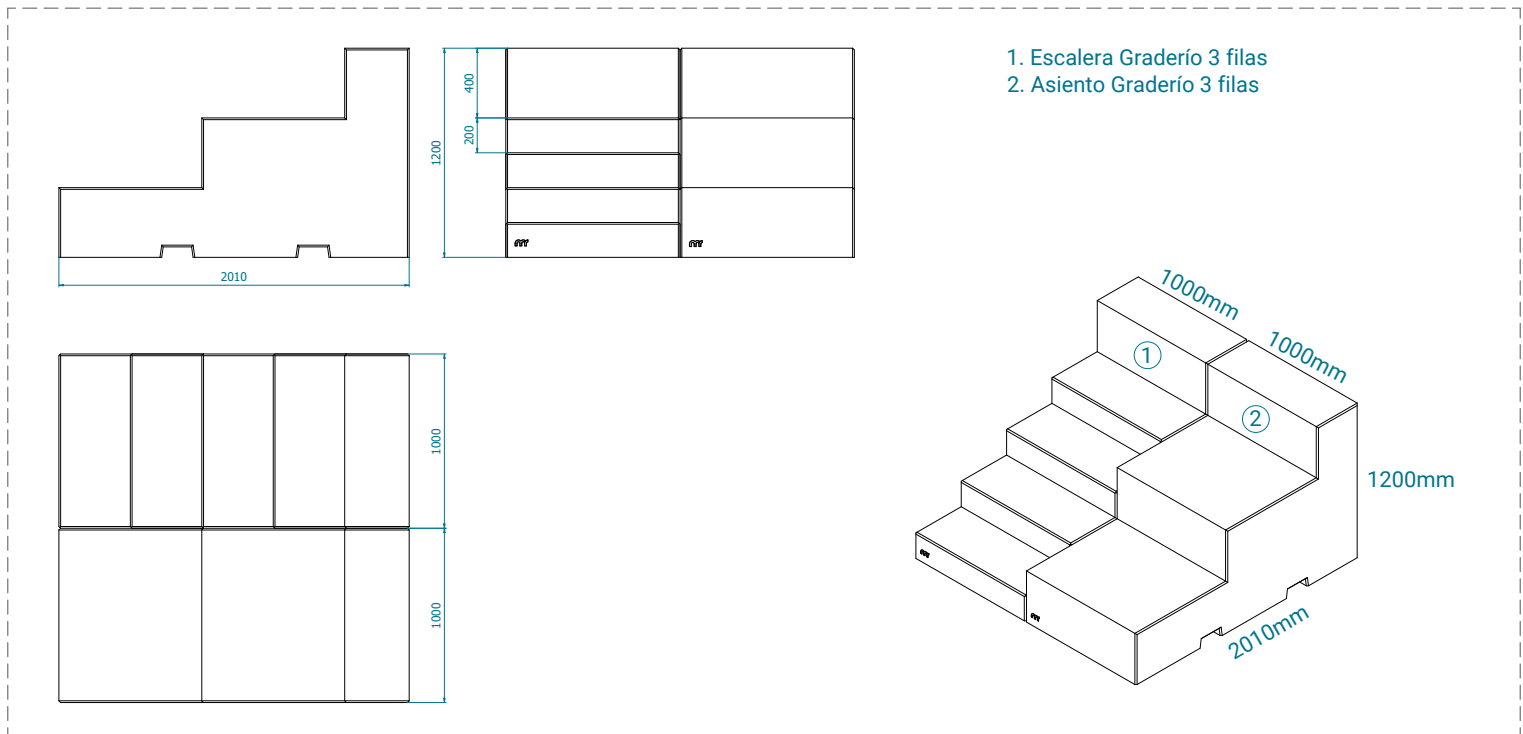 1. Escalera Graderío 3 filas
2. Asiento Graderío 3 filas
400
200
1200
2010
1000
1000
1000mm
1000mm
1
2
1200mm
2010mm